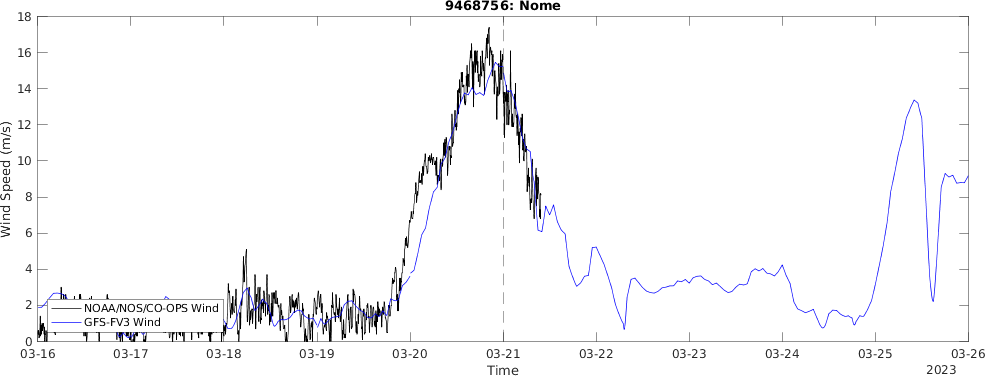 9468756: Nome
18
16
14
12
10
8
6
4
2
0
Wind Speed (m/s)
NOAA/NOS/CO-OPS Wind
GFS-FV3 Wind
03-16 03-17 03-18 03-19 03-20 03-21 03-22 03-23 03-24 03-25 03-26
Time 2023